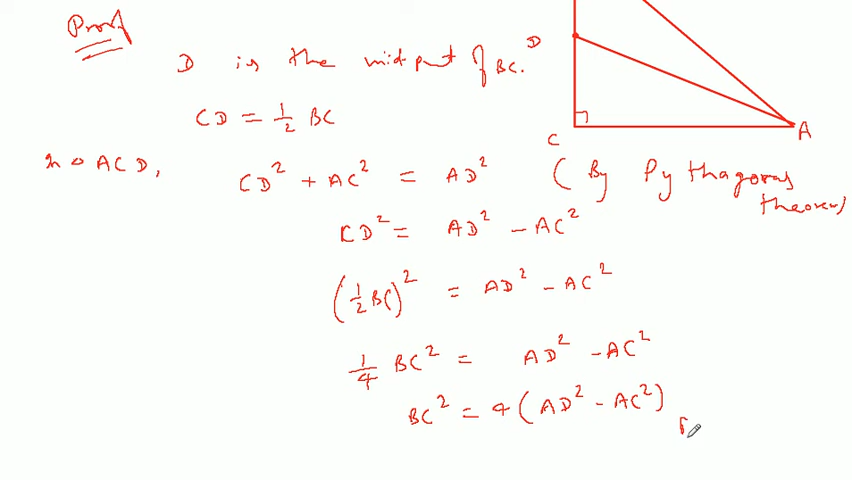 Proof
D is the midpoint of BC.
CD = 1/2 BC
In △ ACD,
CD² + AC² = AD² (By Pythagoras theorem)
CD² = AD² - AC²
(1/2 BC)² = AD² - AC²
1/4 BC² = AD² - AC²
BC² = 4(AD² - AC²)
D
C
A